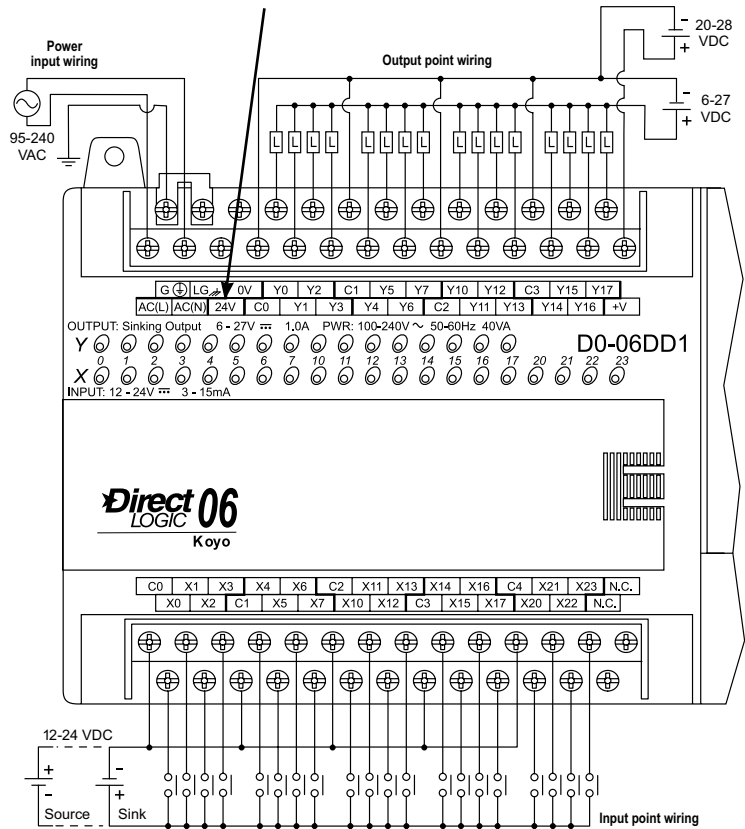 Power
input wiring
Output point wiring
-
20-28
VDC
+
-
6-27
VDC
+
95-240
VAC
L L L L L L L L L L L L L L L L
G LG 0V Y0 Y2 C1 Y5 Y7 Y10 Y12 C3 Y15 Y17
AC(L) AC(N) 24V C0 Y1 Y3 Y4 Y6 C2 Y11 Y13 Y14 Y16 +V
OUTPUT: Sinking Output 6 - 27V 1.0A PWR: 100-240V ~ 50-60Hz 40VA
Y
D0-06DD1
0 1 2 3 4 5 6 7 10 11 12 13 14 15 16 17 20 21 22 23
X
INPUT: 12 - 24V 3 - 15mA
Direct
LOGIC 06
Koyo
C0 X1 X3 X4 X6 C2 X11 X13 X14 X16 C4 X21 X23 N.C.
X0 X2 C1 X5 X7 X10 X12 C3 X15 X17 X20 X22 N.C.
12-24 VDC
+ -
- +
Source Sink
Input point wiring